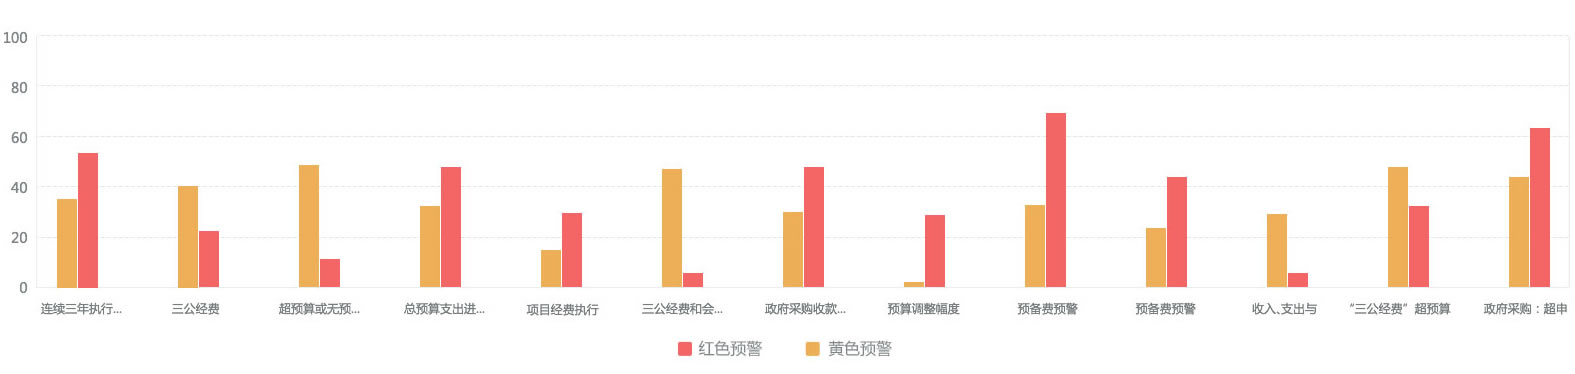 100
80
60
40
20
0
连续三年执行...
三公经费
超预算或无预...
总预算支出进...
项目经费执行
三公经费和会...
政府采购收款...
预算调整幅度
预备费预警
预备费预警
收入、支出与
“三公经费”超预算
政府采购：超申
红色预警
黄色预警